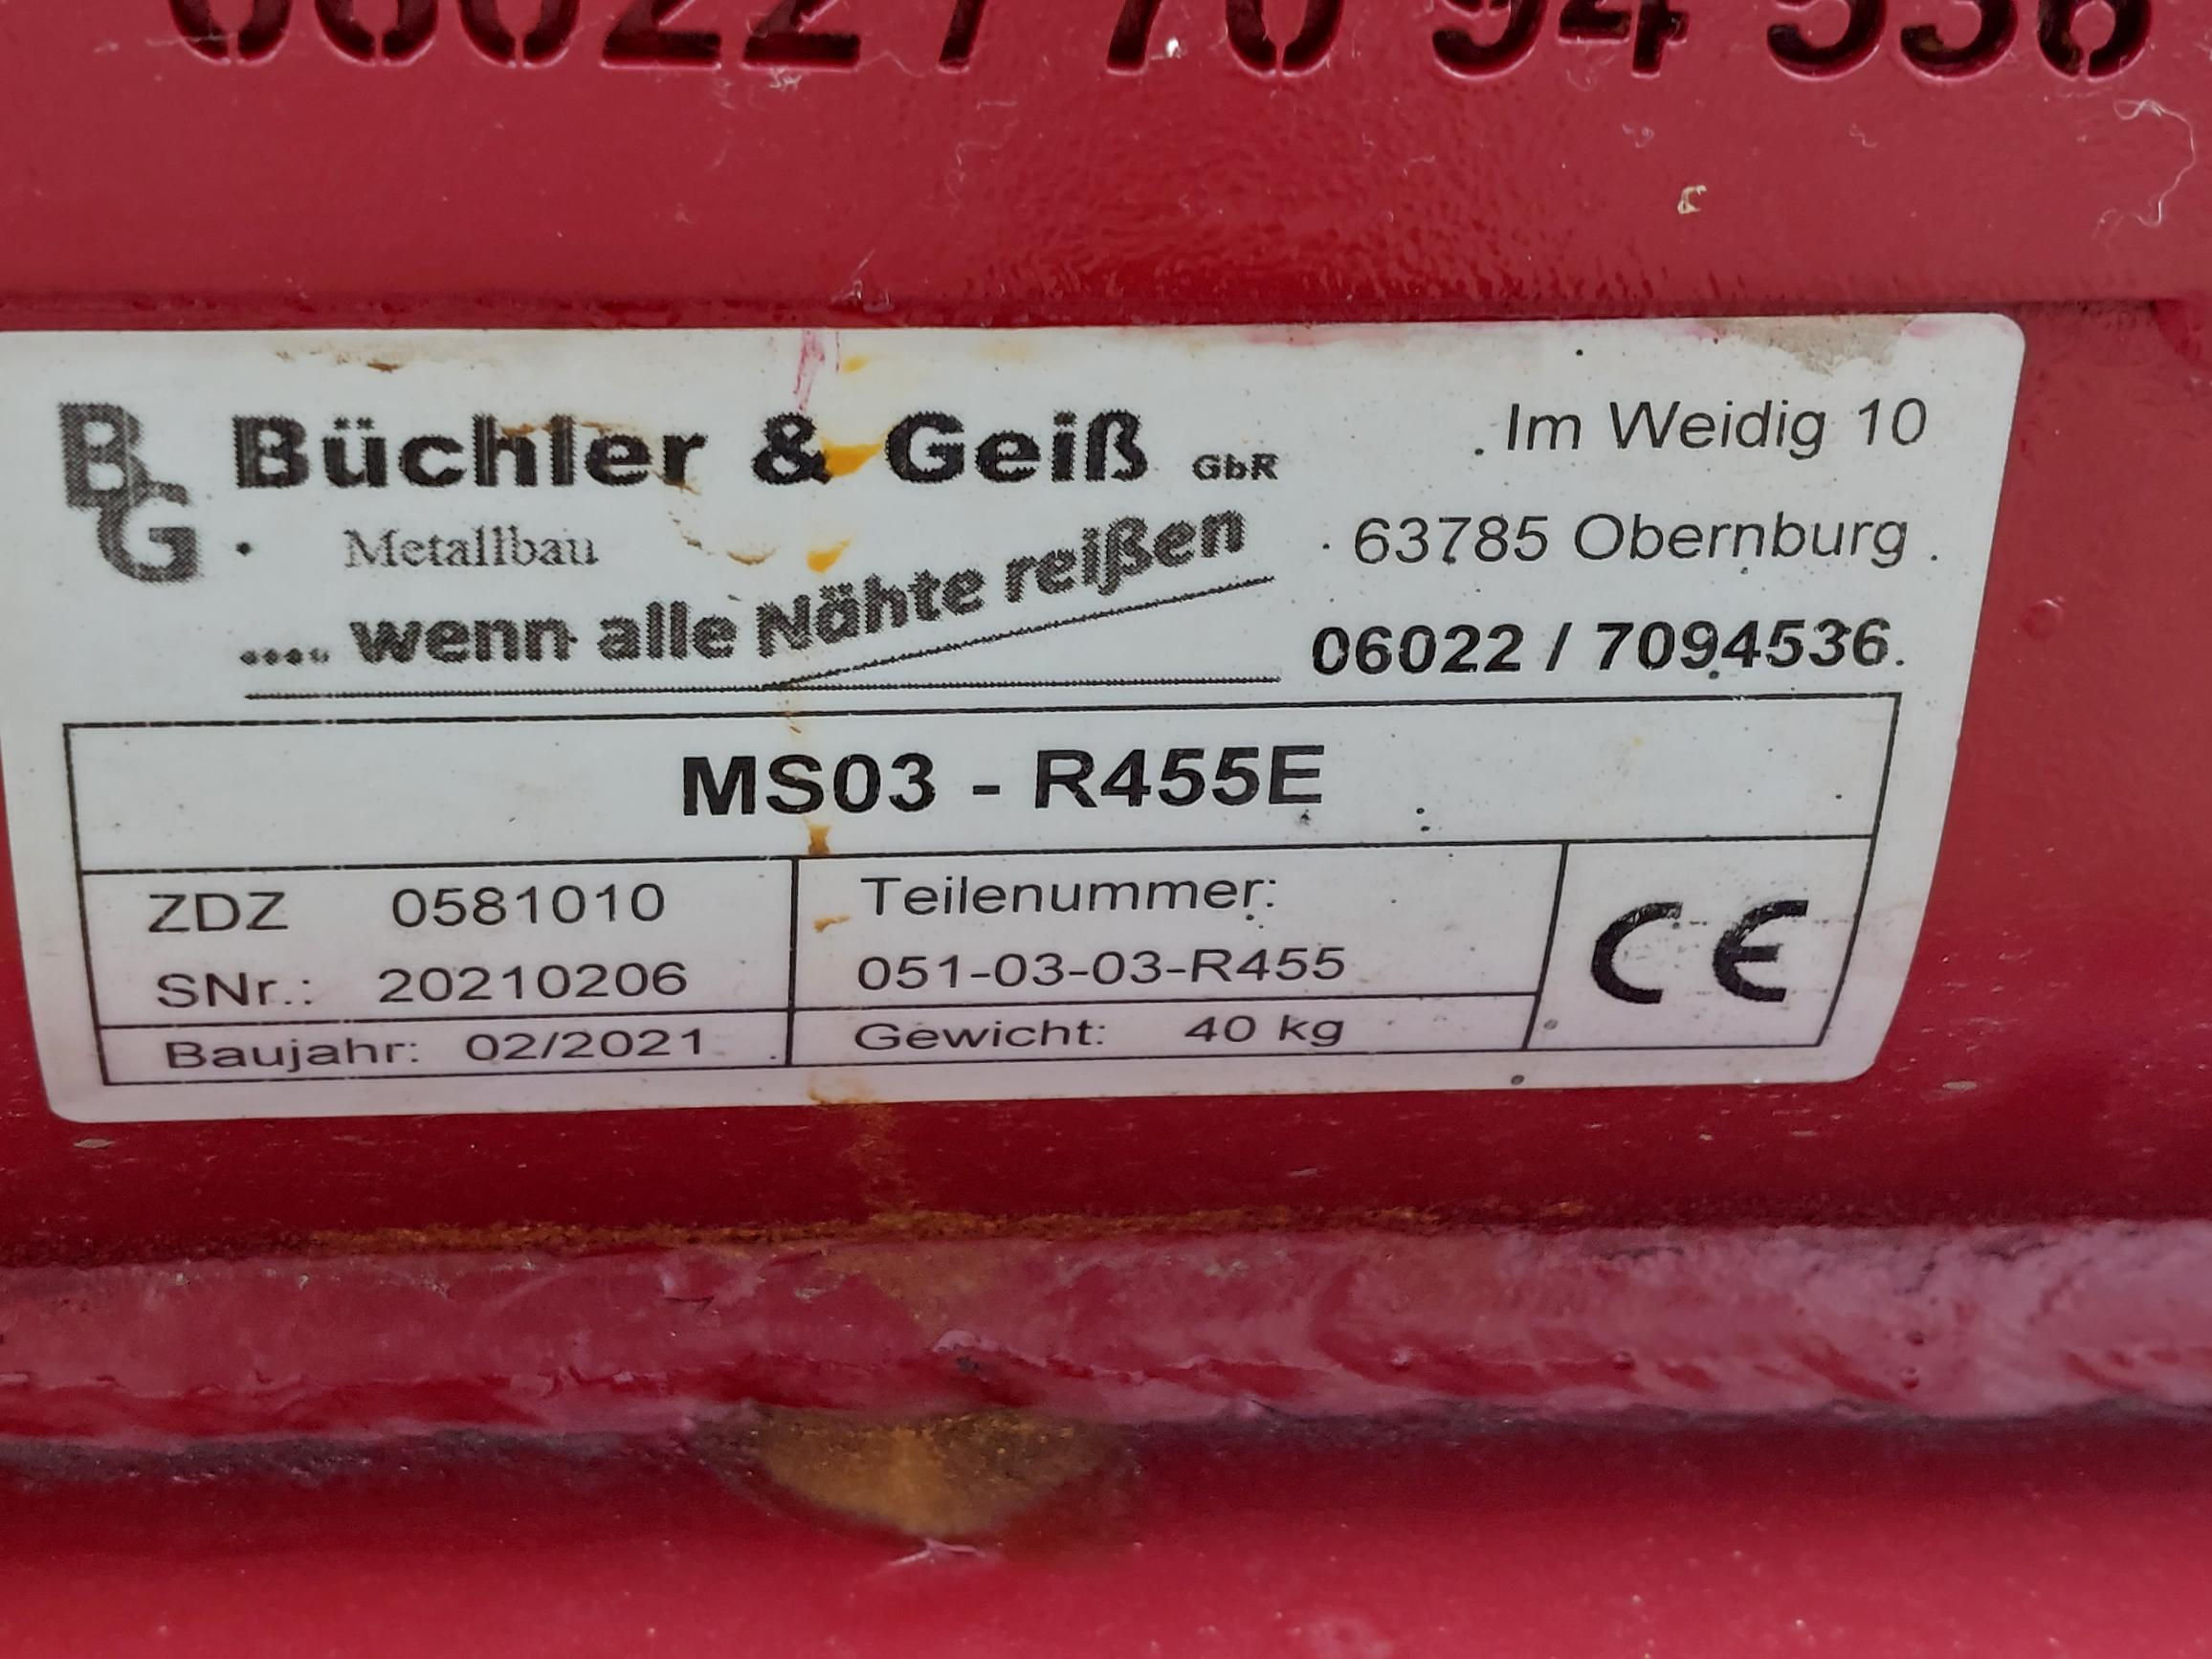 06022 / 70 94 536
BG Büchler & Geiß GbR
Metallbau
.... wenn alle Nähte reißen
Im Weidig 10
63785 Obernburg
06022 / 7094536
MS03 - R455E
ZDZ 0581010
SNr.: 20210206
Baujahr: 02/2021
Teilenummer:
051-03-03-R455
Gewicht: 40 kg
CE